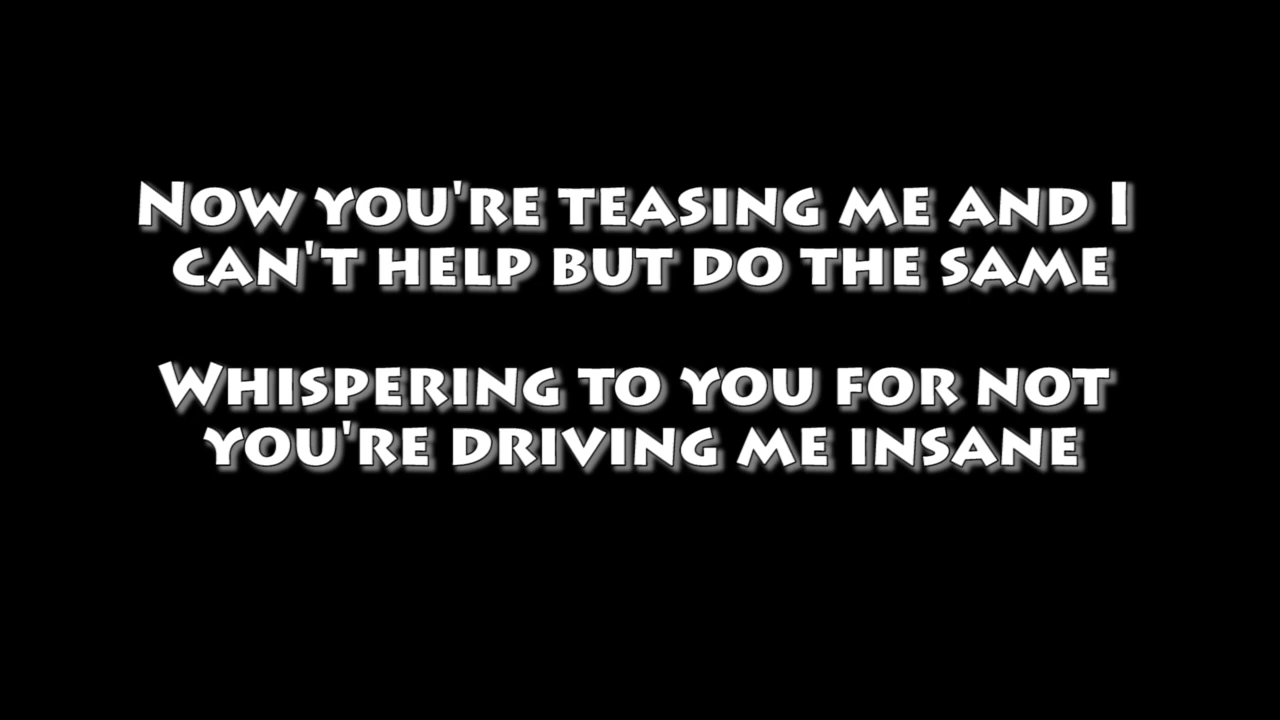 Now you're teasing me and I
can't help but do the same
Whispering to you for not
you're driving me insane